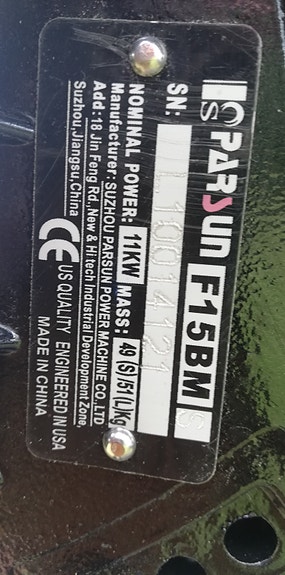 PARSUN F15BM S
SN: L10014121
NOMINAL POWER: 11KW MASS: 49(S)/51(L)kg
Manufacturer: SUZHOU PARSUN POWER MACHINE CO.,LTD
Add: 18 Jin Feng Rd.,New & Hi tech Industrial Development Zone,
Suzhou,Jiangsu,China
CE US QUALITY ENGINEERED IN USA
MADE IN CHINA